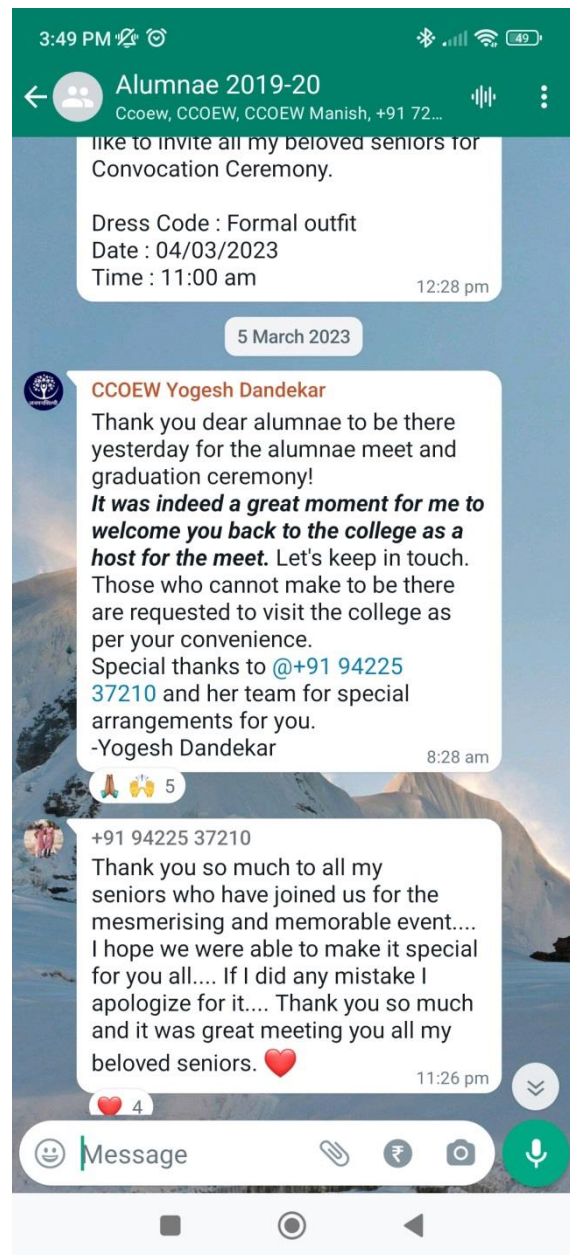 3:49 PM
49
Alumnae 2019-20
Ccoew, CCOEW, CCOEW Manish, +91 72...
like to invite all my beloved seniors for
Convocation Ceremony.
Dress Code : Formal outfit
Date : 04/03/2023
Time : 11:00 am
12:28 pm
5 March 2023
CCOEW Yogesh Dandekar
Thank you dear alumnae to be there
yesterday for the alumnae meet and
graduation ceremony!
It was indeed a great moment for me to
welcome you back to the college as a
host for the meet. Let's keep in touch.
Those who cannot make to be there
are requested to visit the college as
per your convenience.
Special thanks to @+91 94225
37210 and her team for special
arrangements for you.
-Yogesh Dandekar
8:28 am
5
+91 94225 37210
Thank you so much to all my
seniors who have joined us for the
mesmerising and memorable event....
I hope we were able to make it special
for you all.... If I did any mistake I
apologize for it.... Thank you so much
and it was great meeting you all my
beloved seniors. ❤️
11:26 pm
4
Message
₹